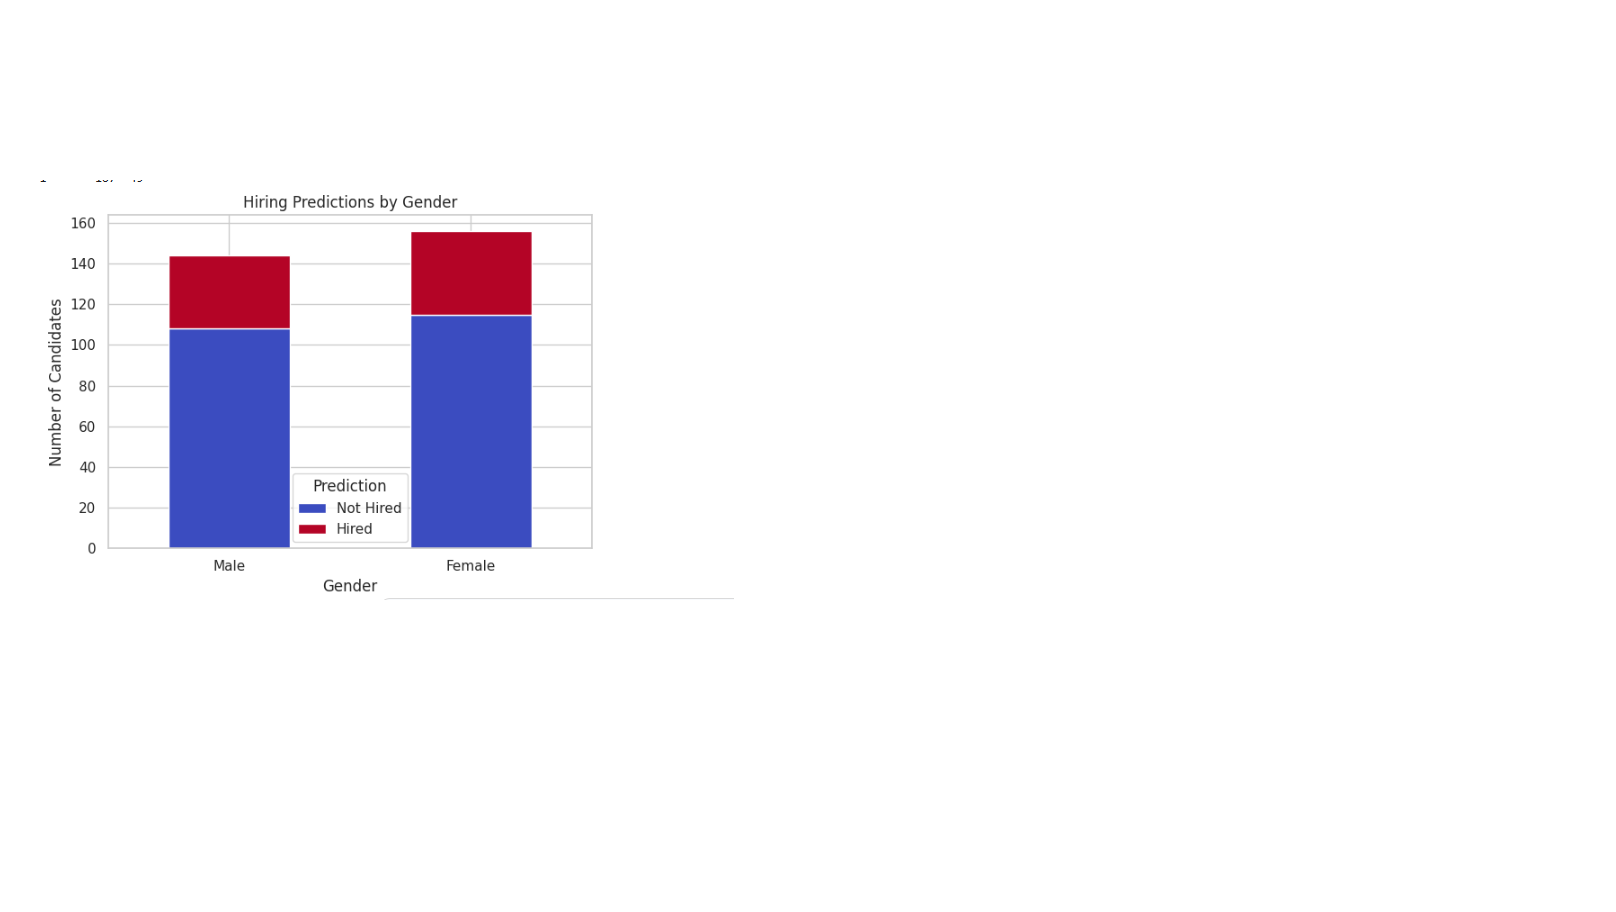 Hiring Predictions by Gender
160
140
120
100
80
60
40
20
0
Number of Candidates
Prediction
Not Hired
Hired
Male
Female
Gender